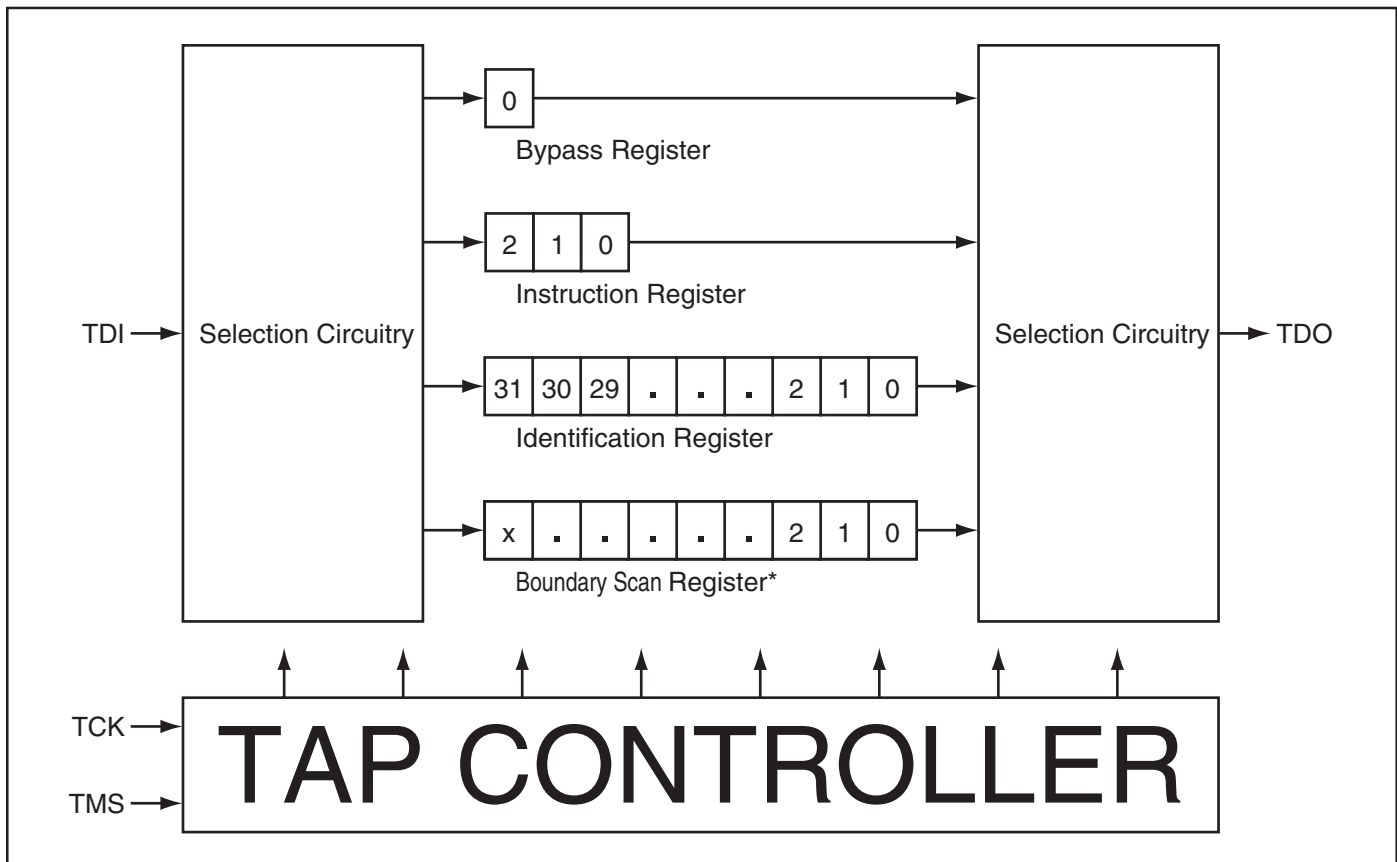 0
Bypass Register
2 1 0
Instruction Register
TDI
Selection Circuitry
Selection Circuitry
TDO
31 30 29 . . . 2 1 0
Identification Register
x . . . . . 2 1 0
Boundary Scan Register*
TCK
TMS
TAP CONTROLLER